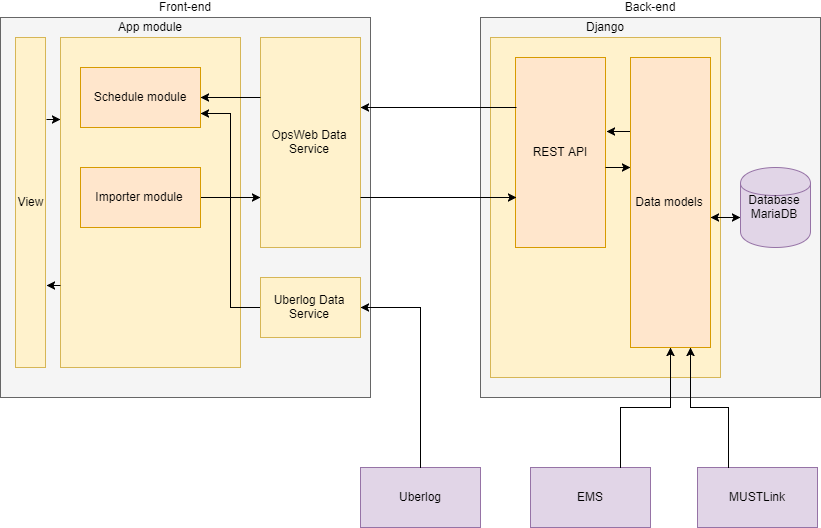 Front-end
Back-end
App module
Django
Schedule module
OpsWeb Data
Service
REST API
View
Importer module
Data models
Database
MariaDB
Uberlog Data
Service
Uberlog
EMS
MUSTLink